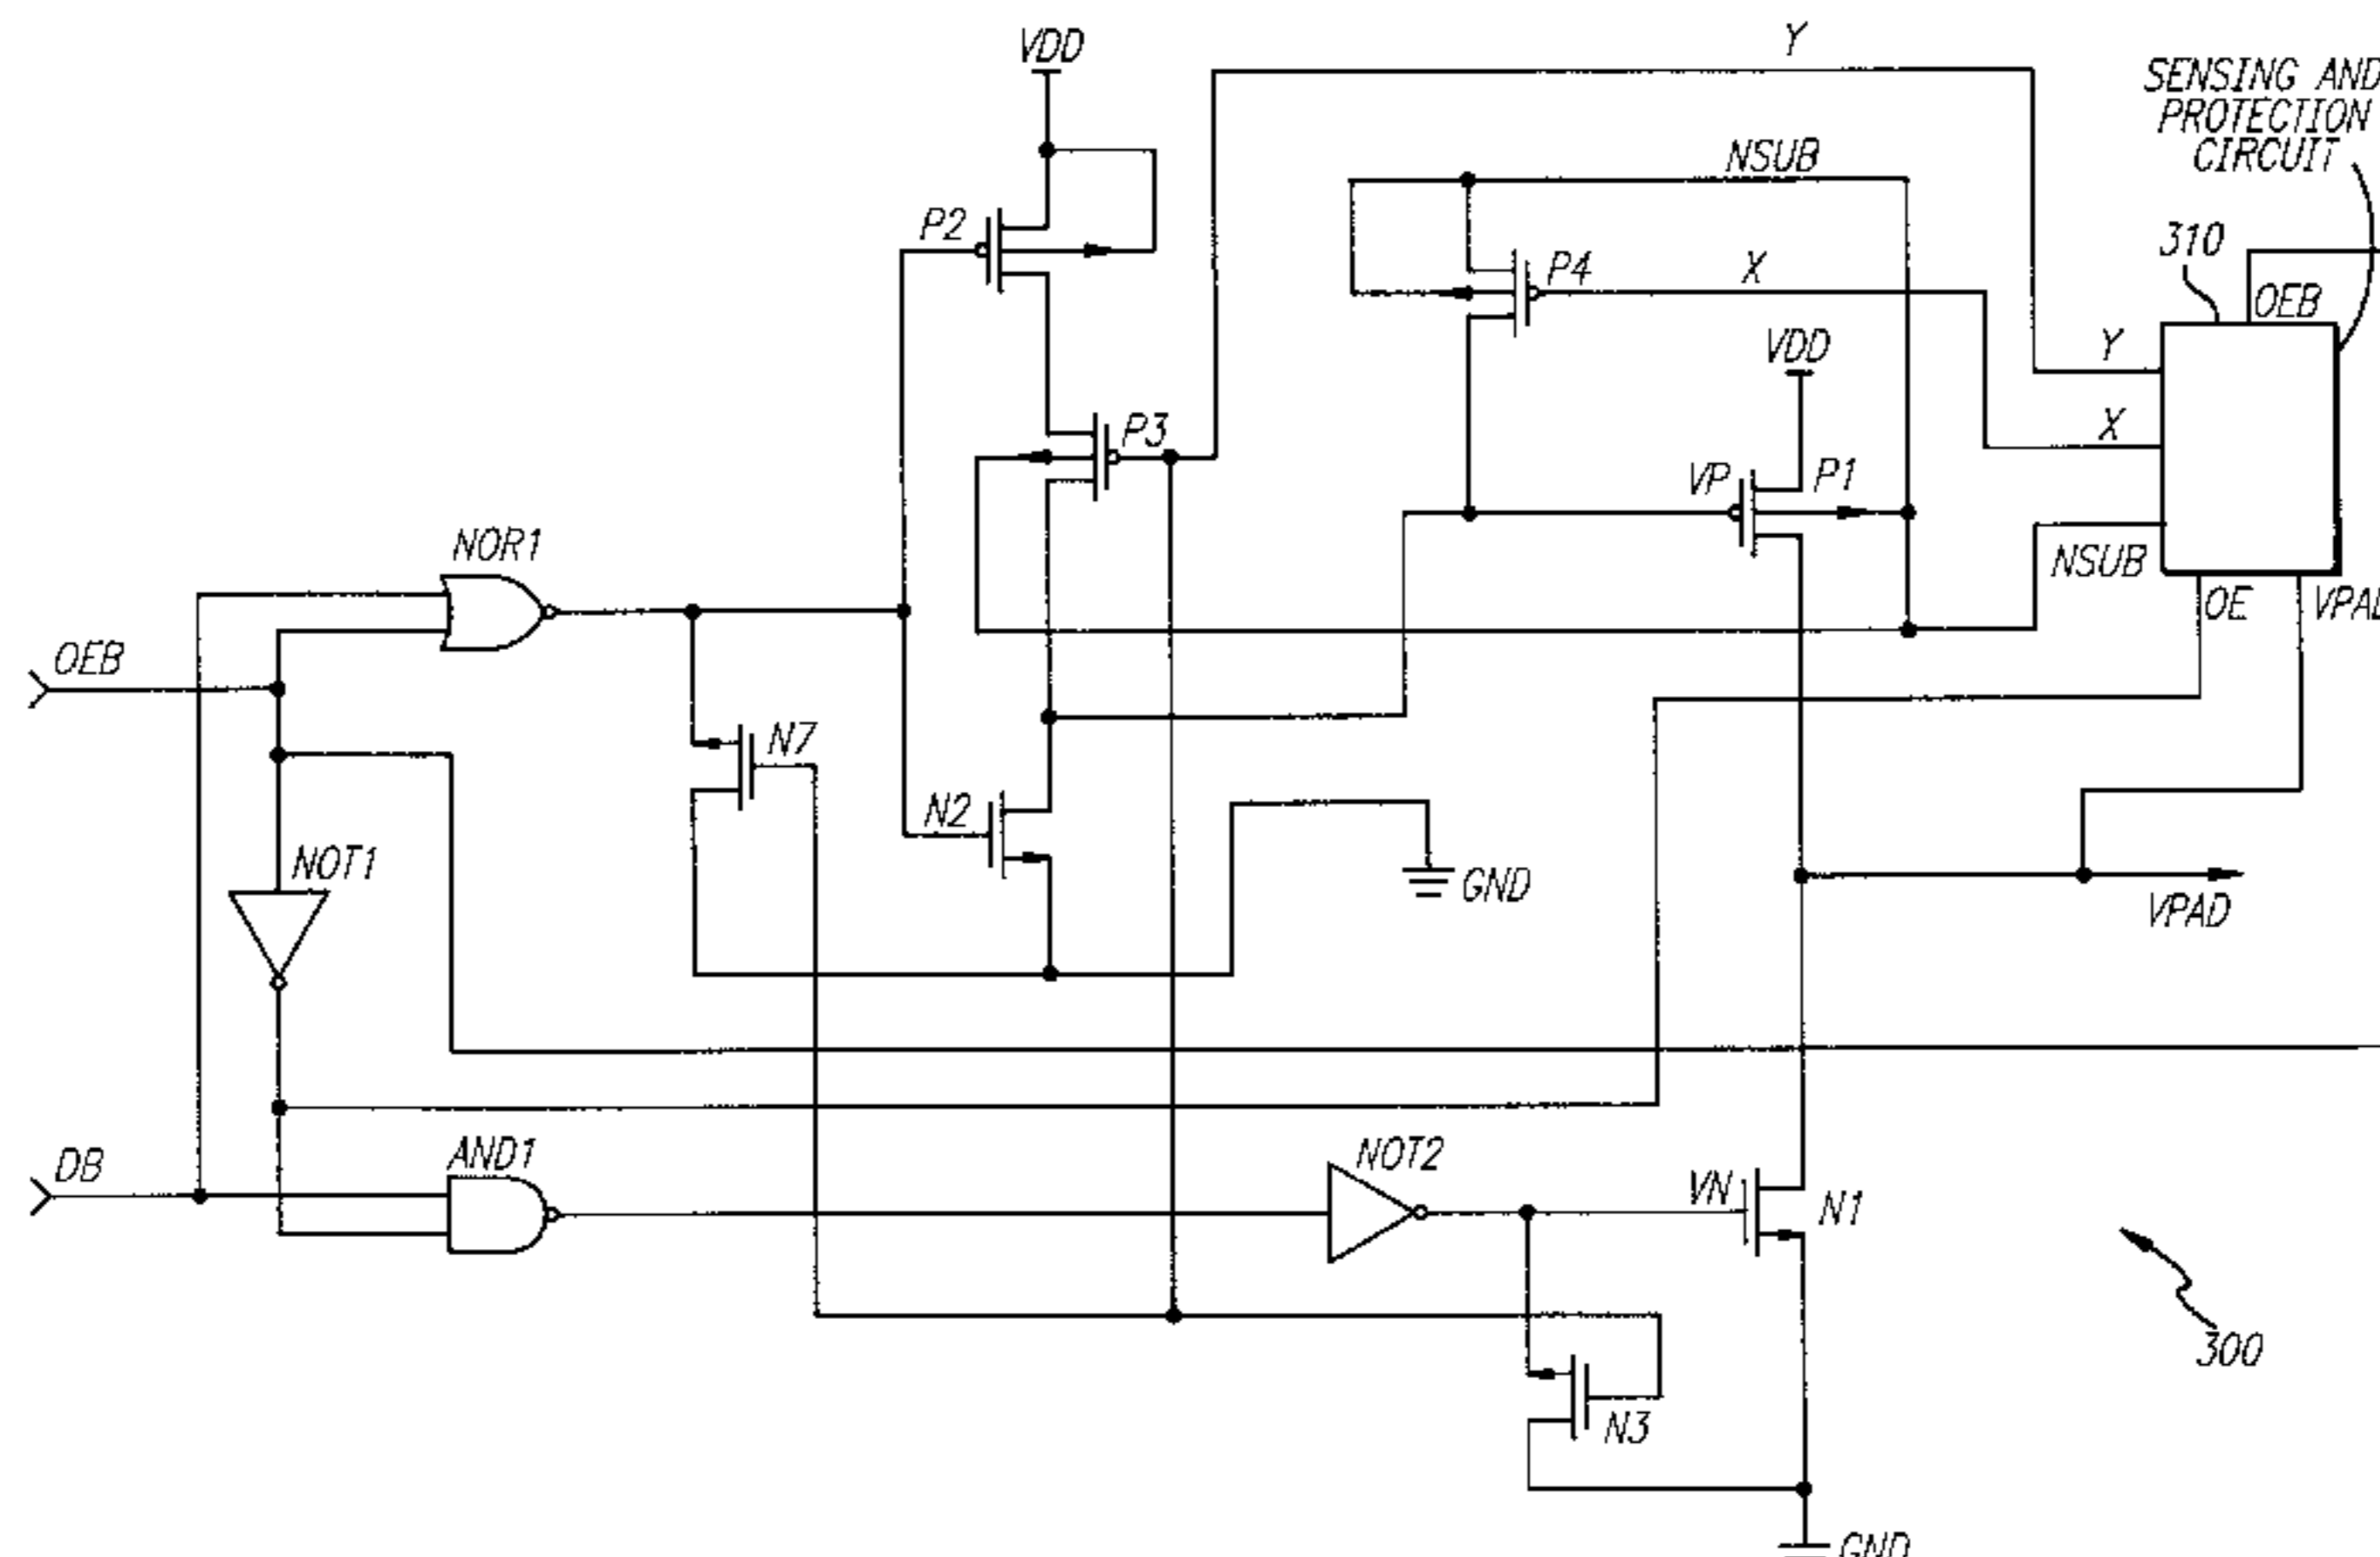 VDD
Y
SENSING AND
PROTECTION
CIRCUIT
NSUB
P2
310
P4
X
OEB
VDD
Y
P3
X
VP
P1
NOR1
NSUB
OE
VPAD
OEB
N7
N2
NOT1
GND
VPAD
DB
AND1
NOT2
VN
N1
300
N3
GND